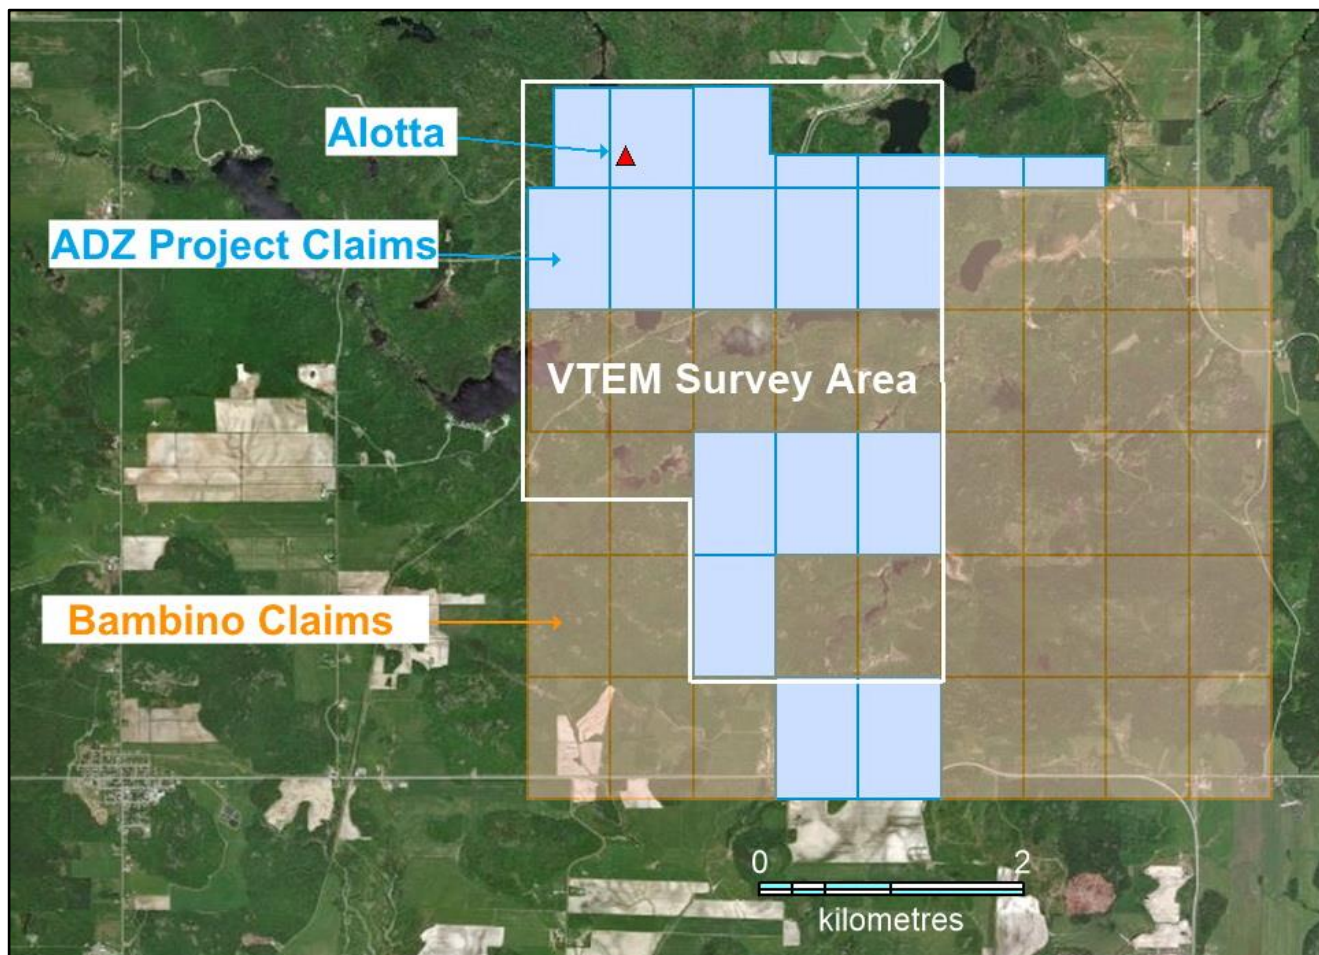 Alotta
ADZ Project Claims
VTEM Survey Area
Bambino Claims
0 2
kilometres